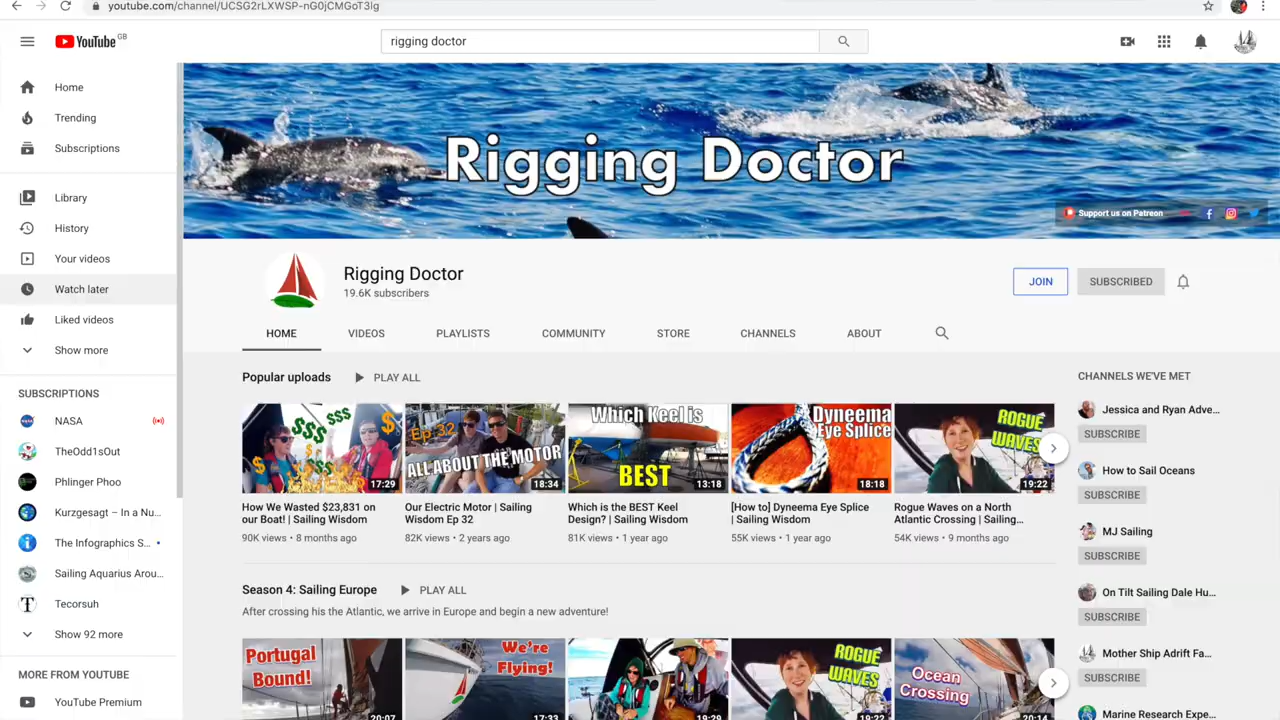 youtube.com/channel/UCSG2rLXWSP-nG0jCMGoT3Ig
YouTube GB
rigging doctor
Home
Trending
Subscriptions
Library
History
Your videos
Watch later
Liked videos
Show more
SUBSCRIPTIONS
NASA
TheOdd1sOut
Phlinger Phoo
Kurzgesagt – In a Nu...
The Infographics S...
Sailing Aquarius Arou...
Tecorsuh
Show 92 more
MORE FROM YOUTUBE
YouTube Premium
Rigging Doctor
Support us on Patreon
Rigging Doctor
19.6K subscribers
JOIN
SUBSCRIBED
HOME
VIDEOS
PLAYLISTS
COMMUNITY
STORE
CHANNELS
ABOUT
Popular uploads
PLAY ALL
$$$ $$$ $
17:29
How We Wasted $23,831 on
our Boat! | Sailing Wisdom
90K views • 8 months ago
Ep 32
ALL ABOUT THE MOTOR
18:34
Our Electric Motor | Sailing
Wisdom Ep 32
82K views • 2 years ago
Which Keel is
BEST
13:18
Which is the BEST Keel
Design? | Sailing Wisdom
81K views • 1 year ago
Dyneema
Eye Splice
18:18
[How to] Dyneema Eye Splice
| Sailing Wisdom
55K views • 1 year ago
ROGUE
WAVES
19:22
Rogue Waves on a North
Atlantic Crossing | Sailing...
54K views • 9 months ago
Season 4: Sailing Europe
PLAY ALL
After crossing his the Atlantic, we arrive in Europe and begin a new adventure!
Portugal
Bound!
20:07
We're
Flying!
17:33
19:29
ROGUE
WAVES
19:22
Ocean
Crossing
20:14
CHANNELS WE'VE MET
Jessica and Ryan Adve...
SUBSCRIBE
How to Sail Oceans
SUBSCRIBE
MJ Sailing
SUBSCRIBE
On Tilt Sailing Dale Hu...
SUBSCRIBE
Mother Ship Adrift Fa...
SUBSCRIBE
Marine Research Expe...